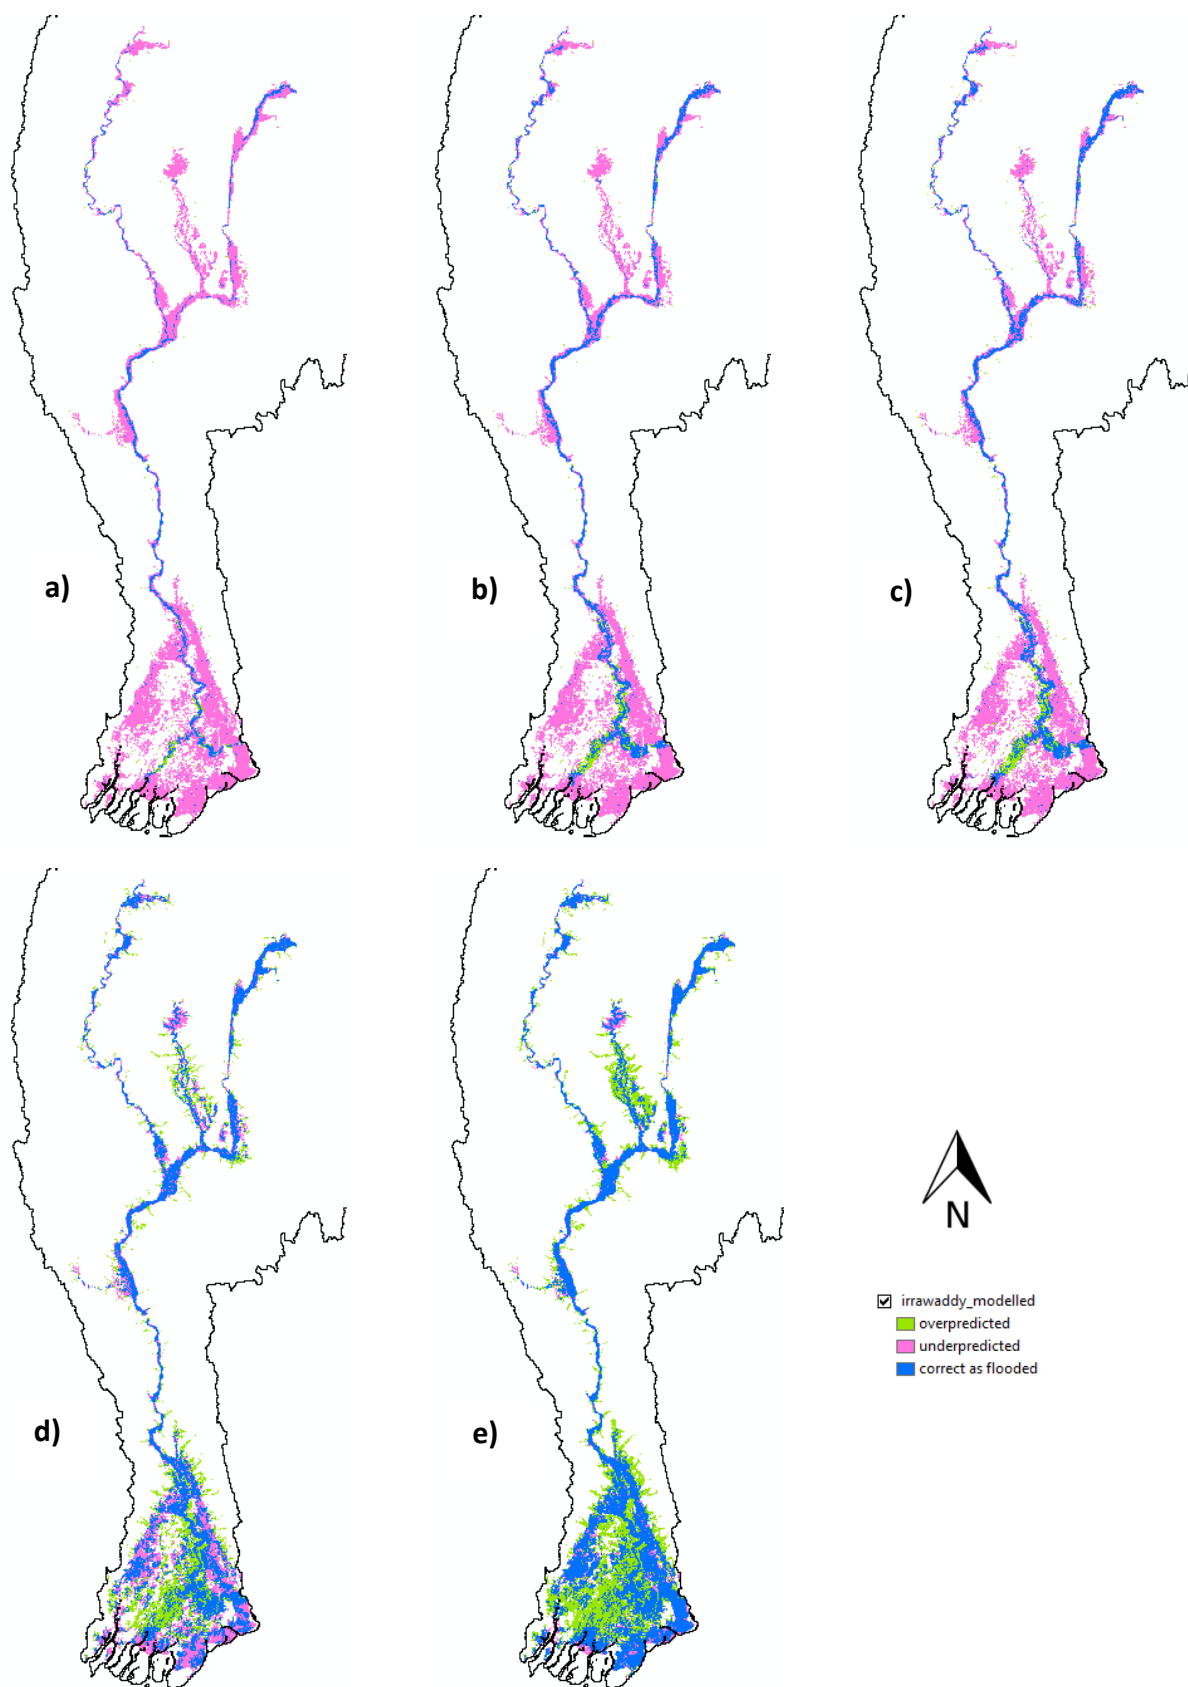 a)
b)
c)
d)
e)
N
irrawaddy_modelled
overpredicted
underpredicted
correct as flooded